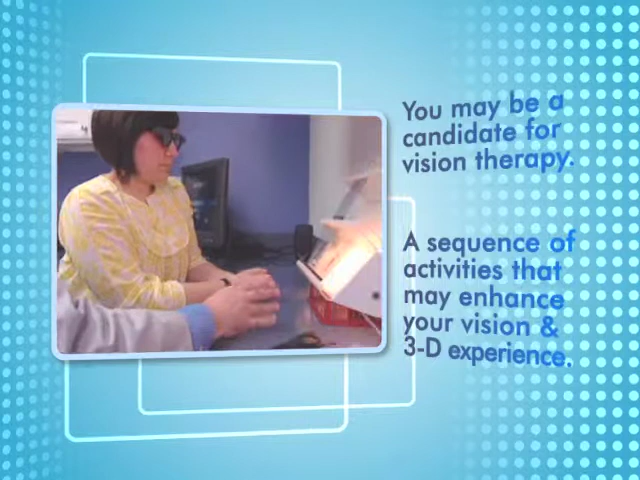 You may be a
candidate for
vision therapy.
A sequence of
activities that
may enhance
your vision &
3-D experience.